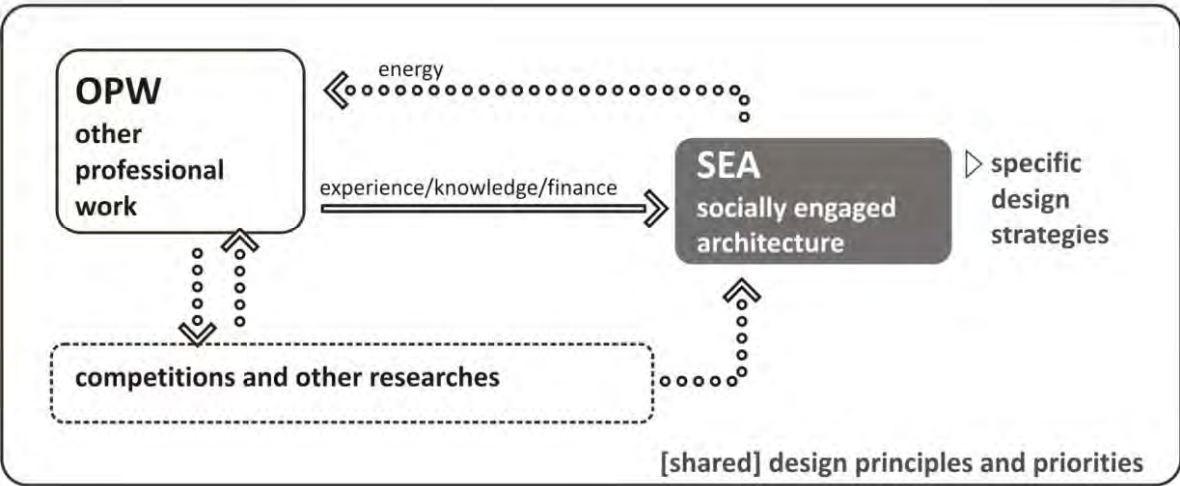 OPW
other
professional
work
energy
experience/knowledge/finance
SEA
socially engaged
architecture
specific
design
strategies
competitions and other researches
[shared] design principles and priorities